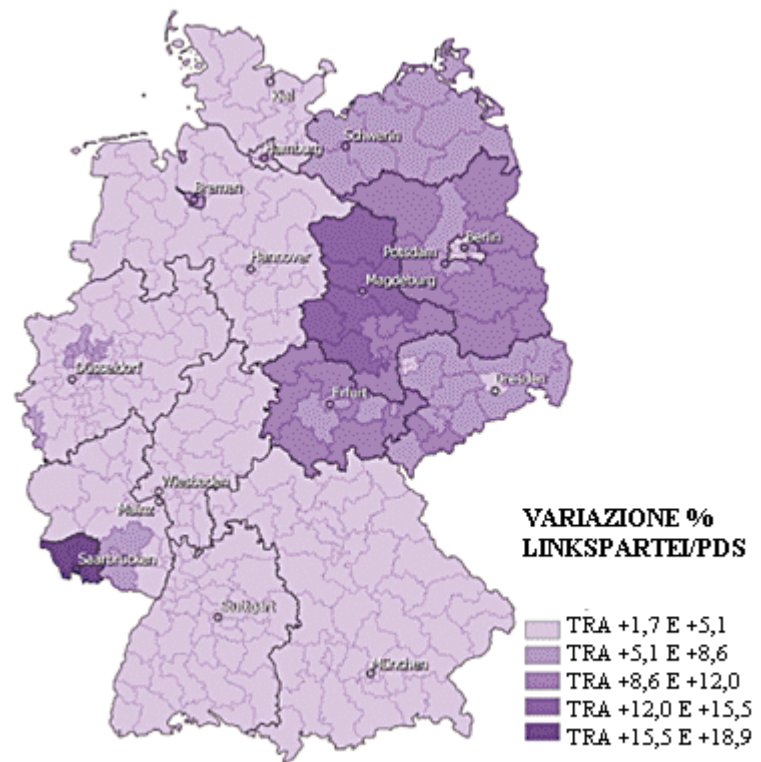 Kiel
Schwerin
Hamburg
Bremen
Berlin
Potsdam
Hannover
Magdeburg
Düsseldorf
Dresden
Erfurt
Wiesbaden
Mainz
Saarbrücken
Stuttgart
München
VARIAZIONE %
LINKSPARTEI/PDS
TRA +1,7 E +5,1
TRA +5,1 E +8,6
TRA +8,6 E +12,0
TRA +12,0 E +15,5
TRA +15,5 E +18,9